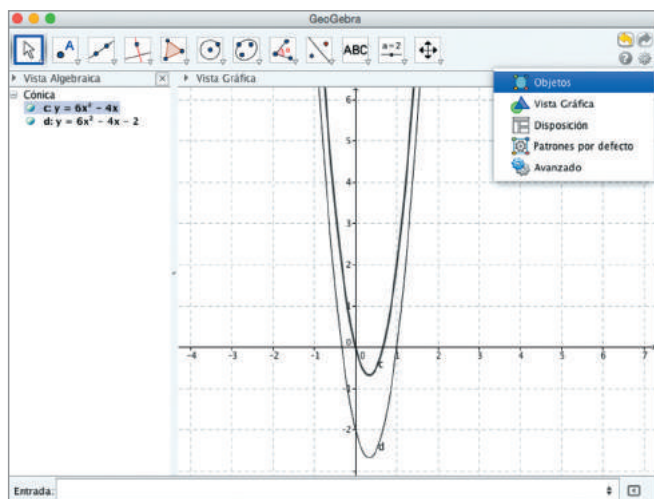 GeoGebra
ABC
a=2
Vista Algebraica
Vista Gráfica
Cónica
c: y = 6x² - 4x
d: y = 6x² - 4x - 2
Objetos
Vista Gráfica
Disposición
Patrones por defecto
Avanzado
6
5
4
3
2
1
0
-4 -3 -2 -1 0 1 2 3 4 5 6 7
c
-1
-2
d
Entrada: